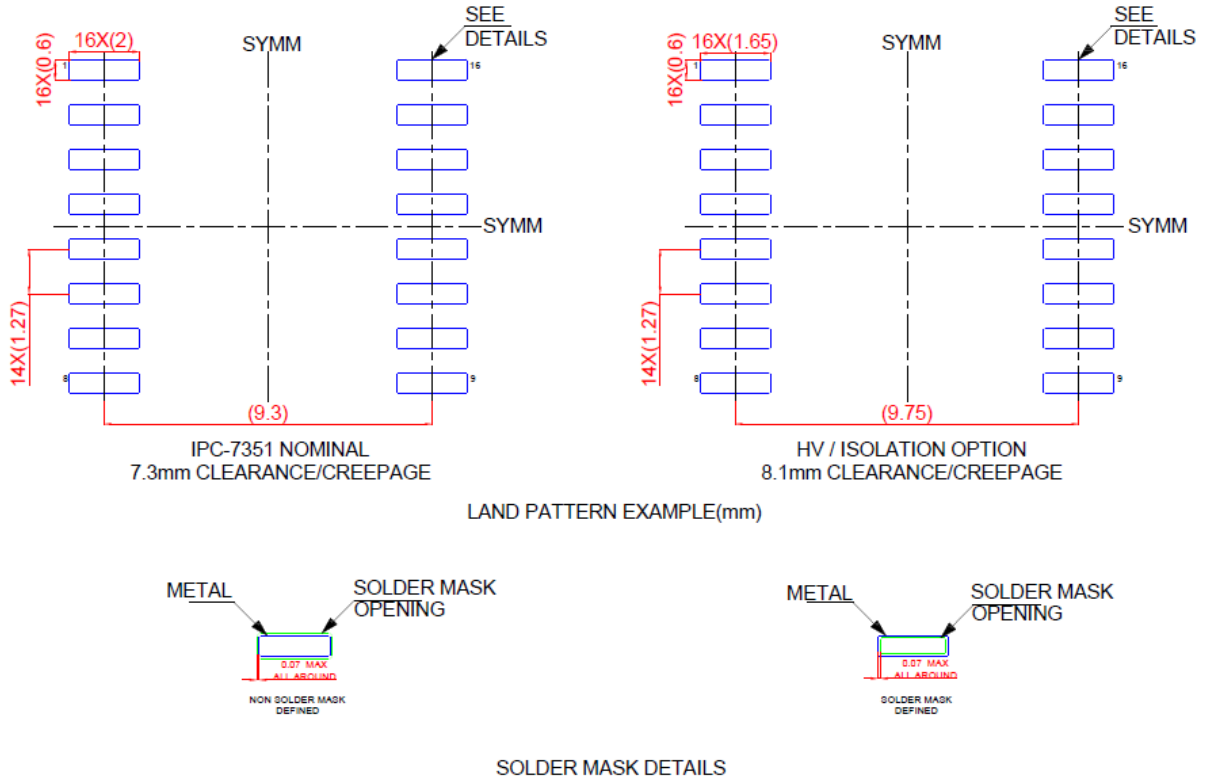 SEE
DETAILS
16X(2)
SYMM
16X(0.6)
1
16
SYMM
14X(1.27)
8
9
(9.3)
IPC-7351 NOMINAL
7.3mm CLEARANCE/CREEPAGE
SEE
DETAILS
16X(1.65)
SYMM
16X(0.6)
1
16
SYMM
14X(1.27)
8
9
(9.75)
HV / ISOLATION OPTION
8.1mm CLEARANCE/CREEPAGE
LAND PATTERN EXAMPLE(mm)
METAL
SOLDER MASK
OPENING
0.07 MAX
ALL AROUND
NON SOLDER MASK
DEFINED
METAL
SOLDER MASK
OPENING
0.07 MAX
ALL AROUND
SOLDER MASK
DEFINED
SOLDER MASK DETAILS